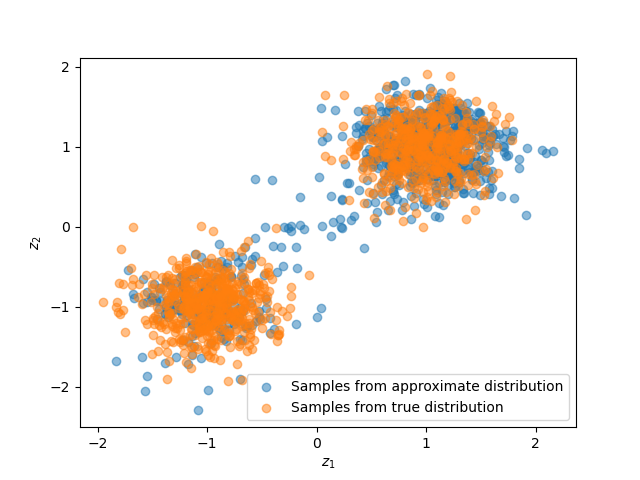 2
1
0
−1
−2
z₂
−2
−1
0
1
2
z₁
Samples from approximate distribution
Samples from true distribution